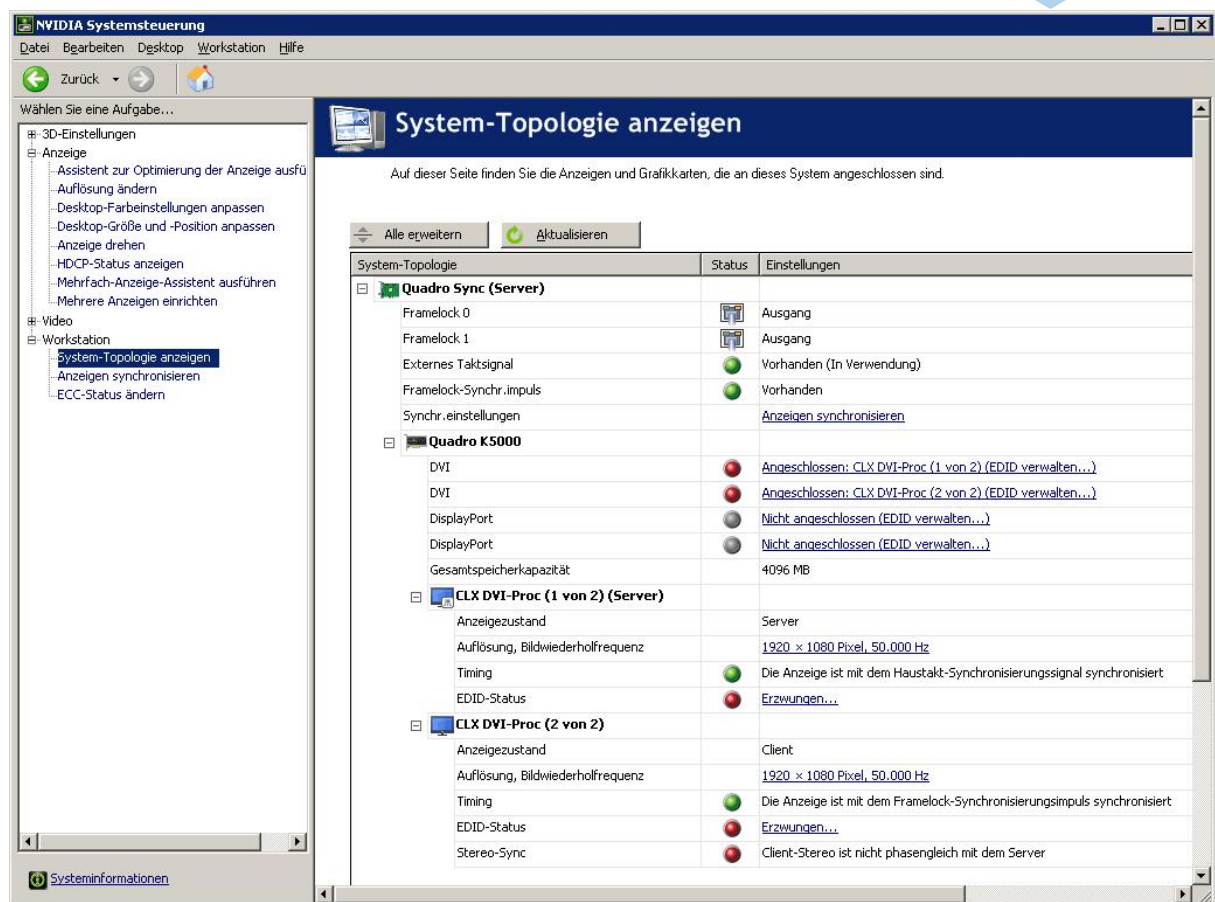 NVIDIA Systemsteuerung
Datei Bearbeiten Desktop Workstation Hilfe
Zurück
Wählen Sie eine Aufgabe...
3D-Einstellungen
Anzeige
Assistent zur Optimierung der Anzeige ausfü
Auflösung ändern
Desktop-Farbeinstellungen anpassen
Desktop-Größe und -Position anpassen
Anzeige drehen
HDCP-Status anzeigen
Mehrfach-Anzeige-Assistent ausführen
Mehrere Anzeigen einrichten
Video
Workstation
System-Topologie anzeigen
Anzeigen synchronisieren
ECC-Status ändern
Systeminformationen
System-Topologie anzeigen
Auf dieser Seite finden Sie die Anzeigen und Grafikkarten, die an dieses System angeschlossen sind.
Alle erweitern Aktualisieren
System-Topologie Status Einstellungen
Quadro Sync (Server)
Framelock 0 Ausgang
Framelock 1 Ausgang
Externes Taktsignal Vorhanden (In Verwendung)
Framelock-Synchr.impuls Vorhanden
Synchr.einstellungen Anzeigen synchronisieren
Quadro K5000
DVI Angeschlossen: CLX DVI-Proc (1 von 2) (EDID verwalten...)
DVI Angeschlossen: CLX DVI-Proc (2 von 2) (EDID verwalten...)
DisplayPort Nicht angeschlossen (EDID verwalten...)
DisplayPort Nicht angeschlossen (EDID verwalten...)
Gesamtspeicherkapazität 4096 MB
CLX DVI-Proc (1 von 2) (Server)
Anzeigezustand Server
Auflösung, Bildwiederholfrequenz 1920 × 1080 Pixel, 50.000 Hz
Timing Die Anzeige ist mit dem Haustakt-Synchronisierungssignal synchronisiert
EDID-Status Erzwungen...
CLX DVI-Proc (2 von 2)
Anzeigezustand Client
Auflösung, Bildwiederholfrequenz 1920 × 1080 Pixel, 50.000 Hz
Timing Die Anzeige ist mit dem Framelock-Synchronisierungsimpuls synchronisiert
EDID-Status Erzwungen...
Stereo-Sync Client-Stereo ist nicht phasengleich mit dem Server